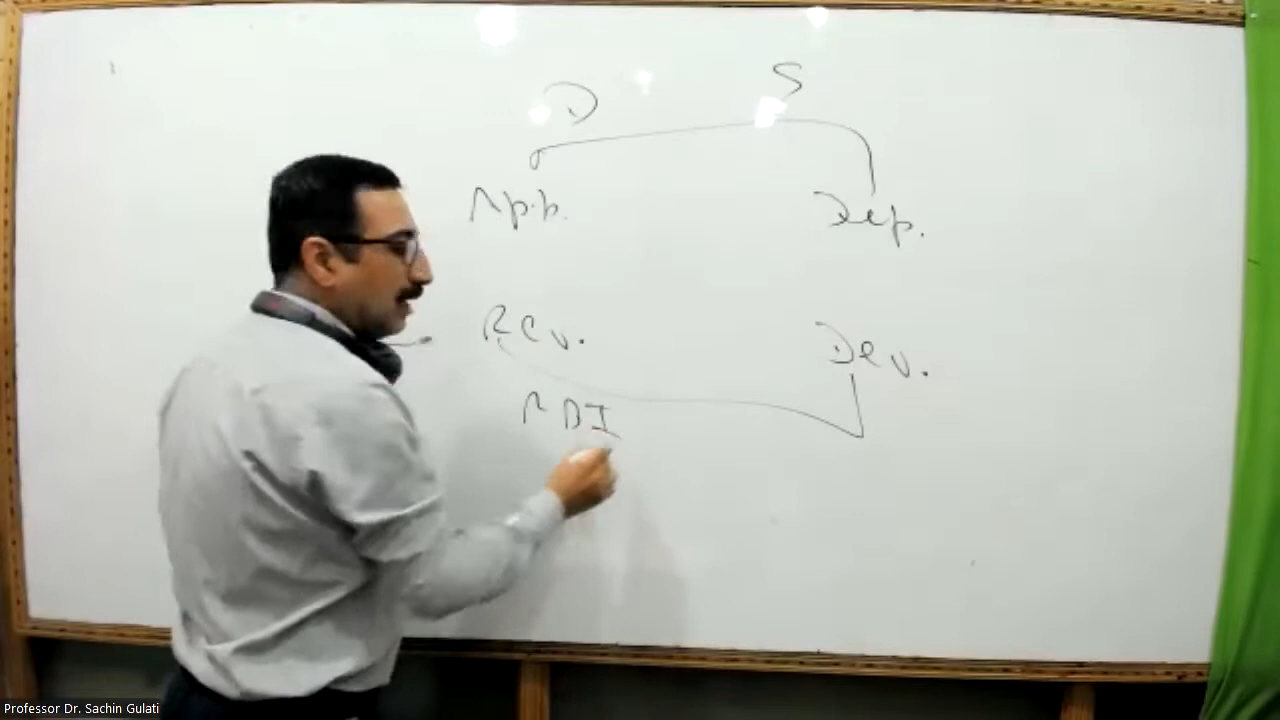 D S
App. Dep.
Rev. Dev.
RBI
Professor Dr. Sachin Gulati